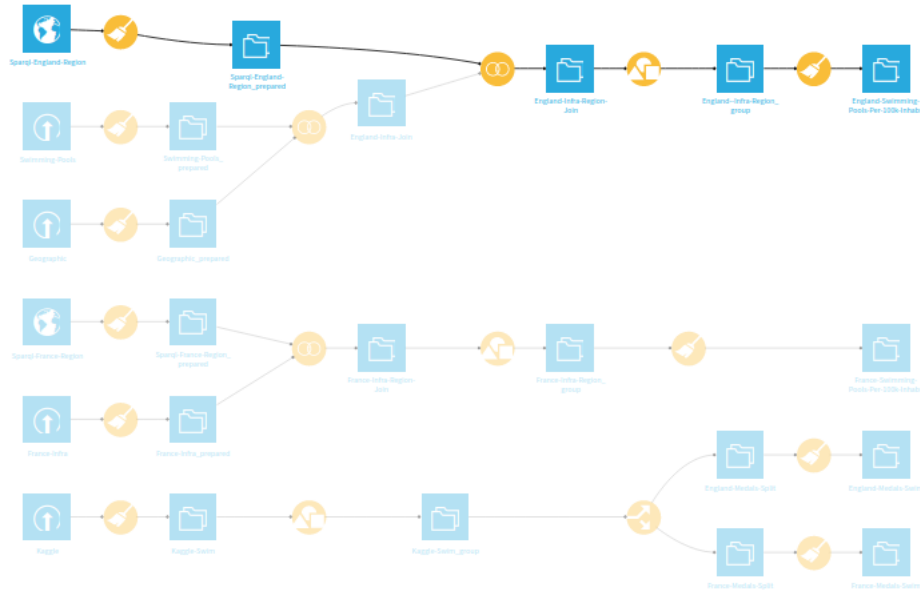 Sparql-England-Region
Sparql-England-
Region_prepared
England-Infra-Region-
Join
England--Infra-Region_
group
England-Swimming-
Pools-Per-100k-Inhab
England-Infra-Join
Swimming-Pools
Swimming-Pools_
prepared
Geographic
Geographic_prepared
Sparql-France-Region
Sparql-France-Region_
prepared
France-Infra-Region-
Join
France-Infra-Region_
group
France-Swimming-
Pools-Per-100k-Inhab
France-Infra
France-Infra_prepared
England-Medals-Split
England-Medals-Swim
Kaggle
Kaggle-Swim
Kaggle-Swim_group
France-Medals-Split
France-Medals-Swim